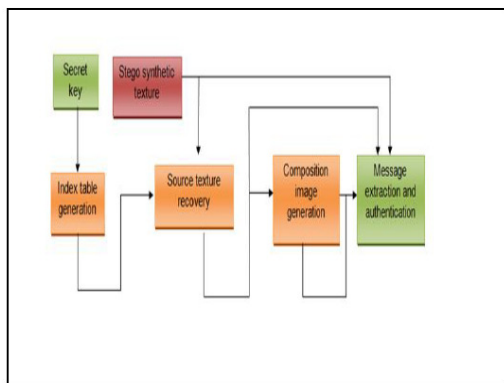 Secret
key
Stego synthetic
texture
Index table
generation
Source texture
recovery
Composition
image
generation
Message
extraction and
authentication